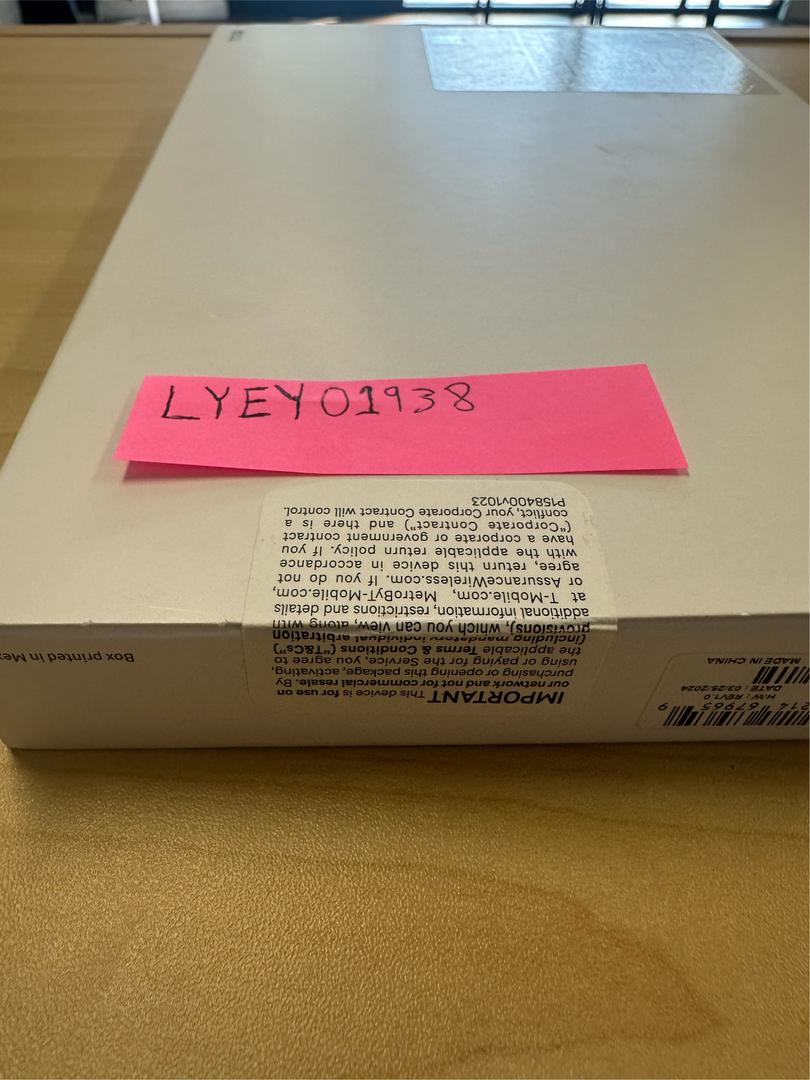 LYEY01938
IMPORTANT This device is for use on
our network and not for commercial resale. By
purchasing or opening this package, activating,
using or paying for the Service, you agree to
the applicable Terms & Conditions ("T&Cs")
(including mandatory individual arbitration
provisions), which you can view, along with
additional information, restrictions and details
at T-Mobile.com, MetroByT-Mobile.com,
or AssuranceWireless.com. If you do not
agree, return this device in accordance
with the applicable return policy. If you
have a corporate or government contract
("Corporate Contract") and there is a
conflict, your Corporate Contract will control.
P158400v1023
Box printed in
214 67965 9
H/W : REV1.0
DATE : 03/25/2024
MADE IN CHINA